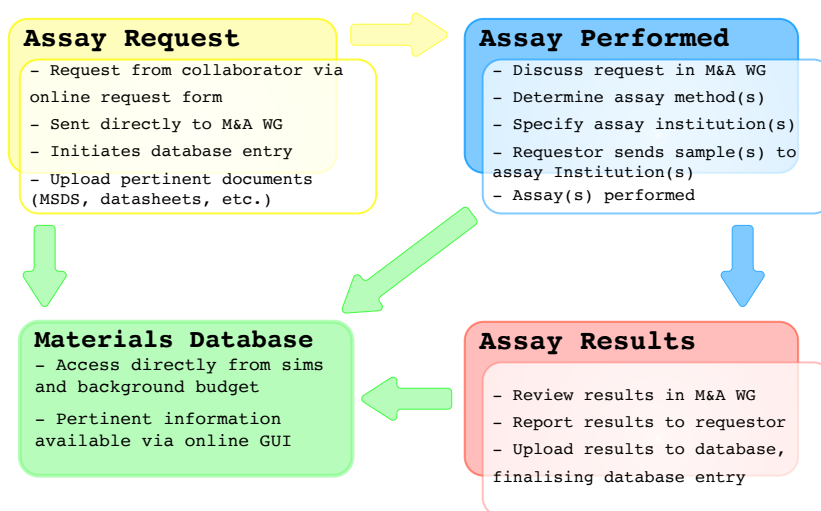 Assay Request
– Request from collaborator via
online request form
– Sent directly to M&A WG
– Initiates database entry
– Upload pertinent documents
(MSDS, datasheets, etc.)
Assay Performed
– Discuss request in M&A WG
– Determine assay method(s)
– Specify assay institution(s)
– Requestor sends sample(s) to
assay Institution(s)
– Assay(s) performed
Materials Database
– Access directly from sims
and background budget
– Pertinent information
available via online GUI
Assay Results
– Review results in M&A WG
– Report results to requestor
– Upload results to database,
finalising database entry